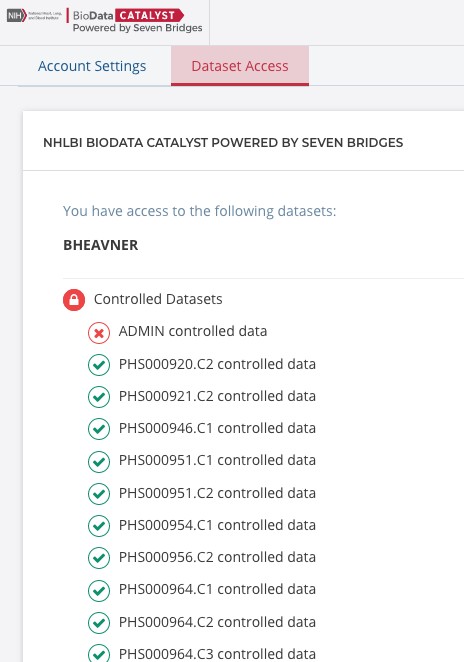 NIH National Heart, Lung,
and Blood Institute
BioData CATALYST
Powered by Seven Bridges
Account Settings
Dataset Access
NHLBI BIODATA CATALYST POWERED BY SEVEN BRIDGES
You have access to the following datasets:
BHEAVNER
Controlled Datasets
ADMIN controlled data
PHS000920.C2 controlled data
PHS000921.C2 controlled data
PHS000946.C1 controlled data
PHS000951.C1 controlled data
PHS000951.C2 controlled data
PHS000954.C1 controlled data
PHS000956.C2 controlled data
PHS000964.C1 controlled data
PHS000964.C2 controlled data
PHS000964.C3 controlled data